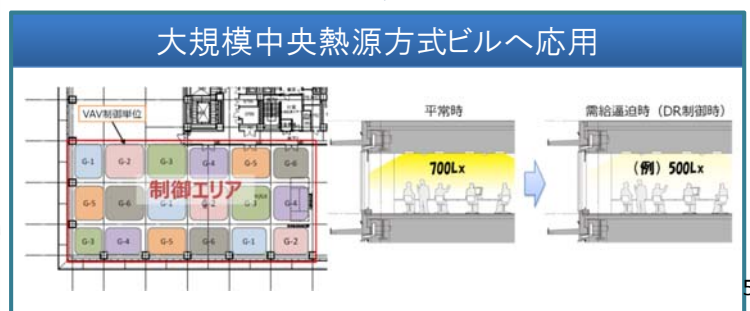 大規模中央熱源方式ビルへ応用
VAV制御単位
G-1 G-2 G-3 G-4 G-5 G-6
制御エリア
G-5 G-6 G-1 G-2 G-3 G-4
G-3 G-4 G-5 G-6 G-1 G-2
平常時
700Lx
需給逼迫時（DR制御時）
（例）500Lx
5